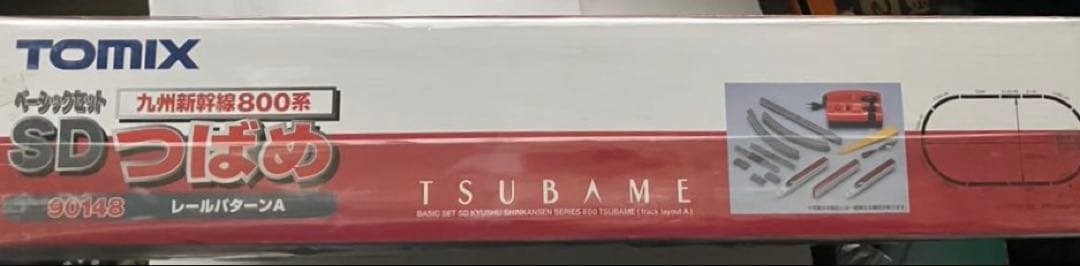 TOMIX
ベーシックセット
九州新幹線800系
SDつばめ
90148 レールパターンA
TSUBAME
BASIC SET SD KYUSHU SHINKANSEN SERIES 800 TSUBAME ( track layout A )